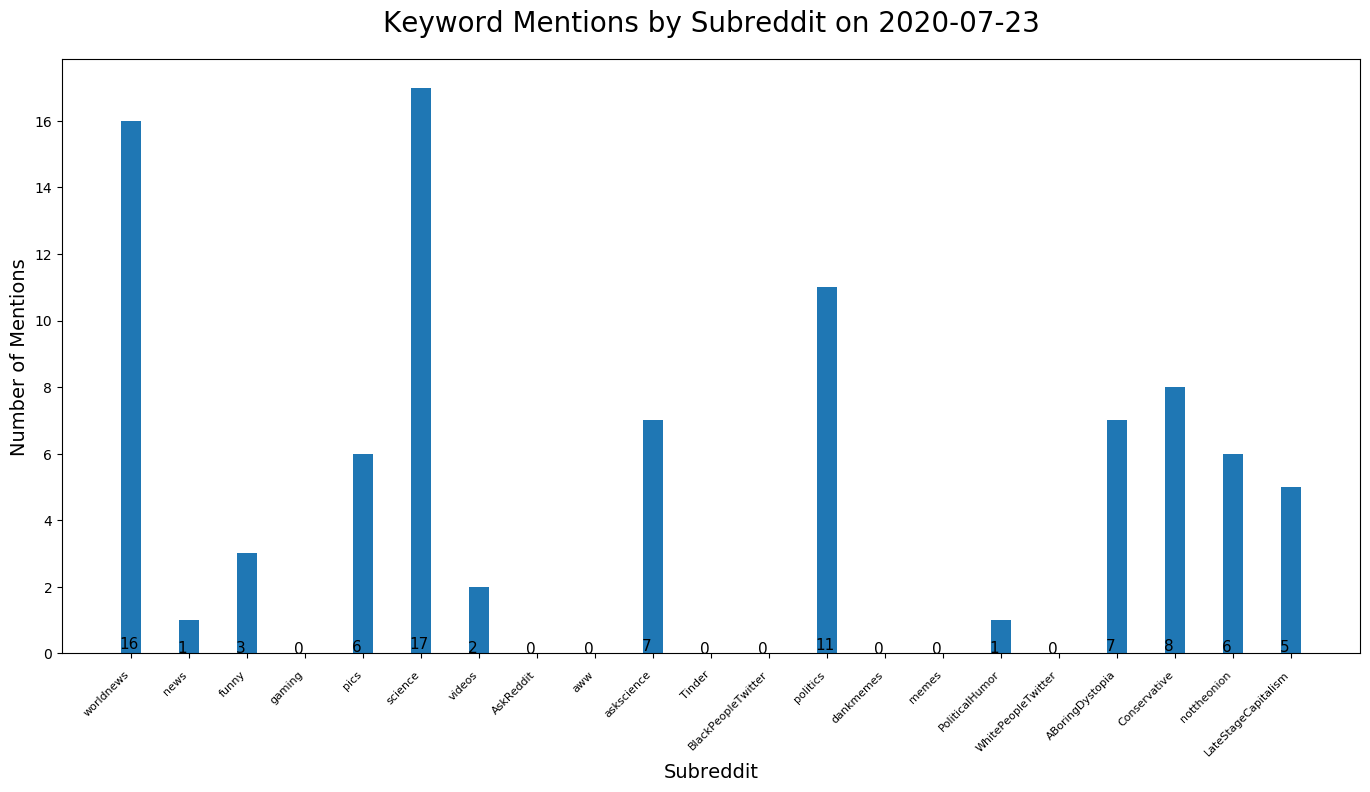 Keyword Mentions by Subreddit on 2020-07-23
Number of Mentions
16
14
12
10
8
6
4
2
0
16 1 3 0 6 17 2 0 0 7 0 0 11 0 0 1 0 7 8 6 5
worldnews
news
funny
gaming
pics
science
videos
AskReddit
aww
askscience
Tinder
BlackPeopleTwitter
politics
dankmemes
memes
PoliticalHumor
WhitePeopleTwitter
ABoringDystopia
Conservative
nottheonion
LateStageCapitalism
Subreddit